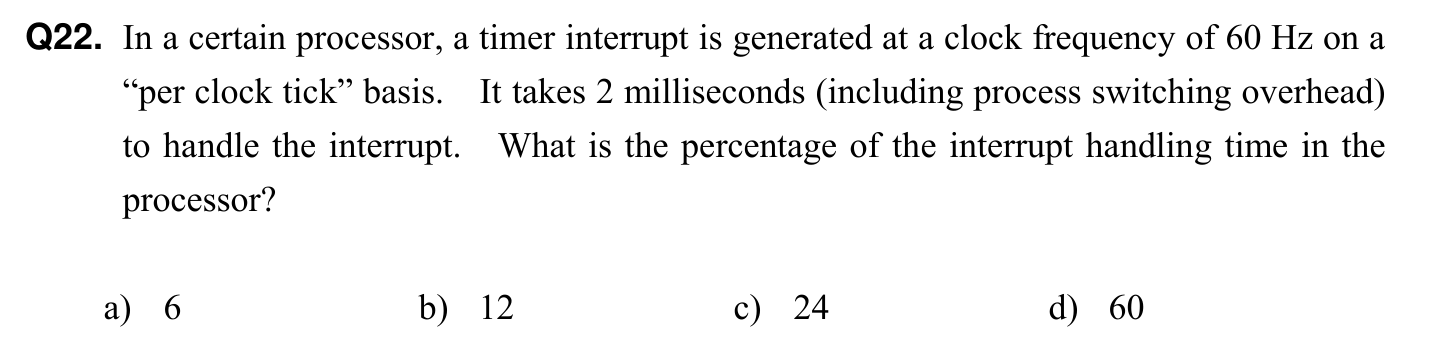 Q22. In a certain processor, a timer interrupt is generated at a clock frequency of 60 Hz on a
“per clock tick” basis. It takes 2 milliseconds (including process switching overhead)
to handle the interrupt. What is the percentage of the interrupt handling time in the
processor?
a) 6 b) 12 c) 24 d) 60